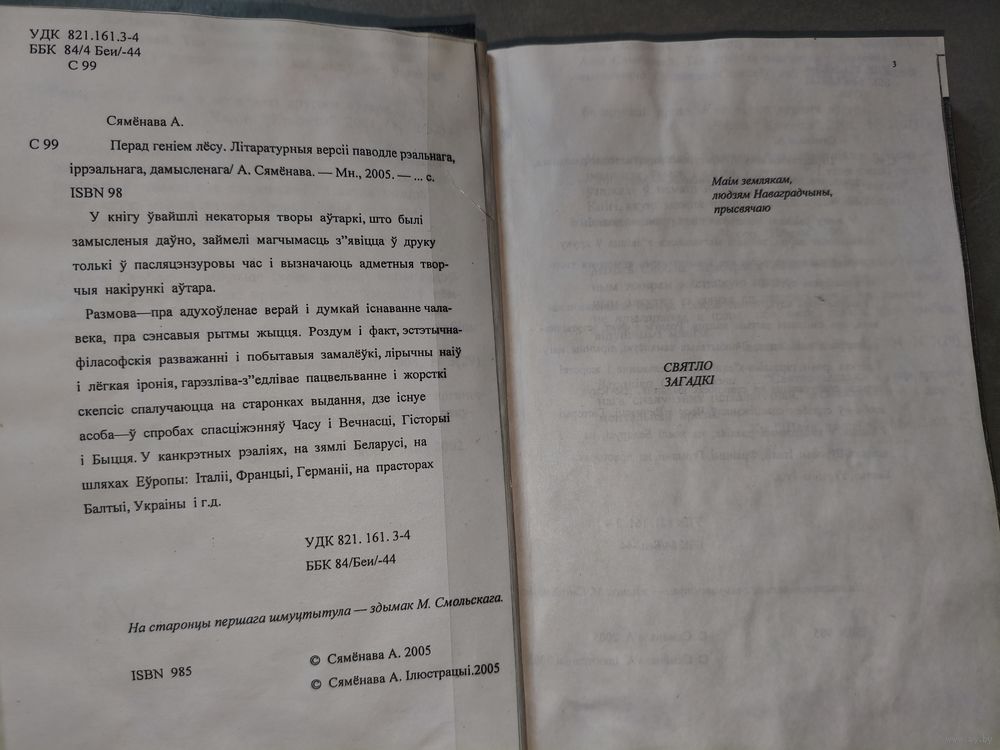 УДК 821.161.3-4
ББК 84/4 Беи/-44
С 99
Сямёнава А.
С 99 Перад геніем лёсу. Літаратурныя версіі паводле рэальнага,
іррэальнага, дамысленага/ А. Сямёнава. — Мн., 2005. — ... с.
ISBN 98
У кнігу ўвайшлі некаторыя творы аўтаркі, што былі
замысленыя даўно, займелі магчымасць з”явіцца ў друку
толькі ў пасляцэнзуровы час і вызначаюць адметныя твор-
чыя накірункі аўтара.
Размова—пра адухоўленае верай і думкай існаванне чала-
века, пра сэнсавыя рытмы жыцця. Роздум і факт, эстэтычна-
філасофскія разважанні і побытавыя замалёўкі, лірычны наіў
і лёгкая іронія, гарэзліва-з”едлівае пацвельванне і жорсткі
скепсіс спалучаюцца на старонках выдання, дзе існуе
асоба—ў спробах спасціжэнняў Часу і Вечнасці, Гісторыі
і Быцця. У канкрэтных рэаліях, на зямлі Беларусі, на
шляхах Еўропы: Італіі, Францыі, Германіі, на прасторах
Балтыі, Украіны і г.д.
УДК 821. 161. 3-4
ББК 84/Беи/-44
На старонцы першага шмуцтытула — здымак М. Смольскага.
ISBN 985
© Сямёнава А. 2005
© Сямёнава А. Ілюстрацыі.2005
3
Маім землякам,
людзям Наваградчыны,
прысвячаю
СВЯТЛО
ЗАГАДКІ